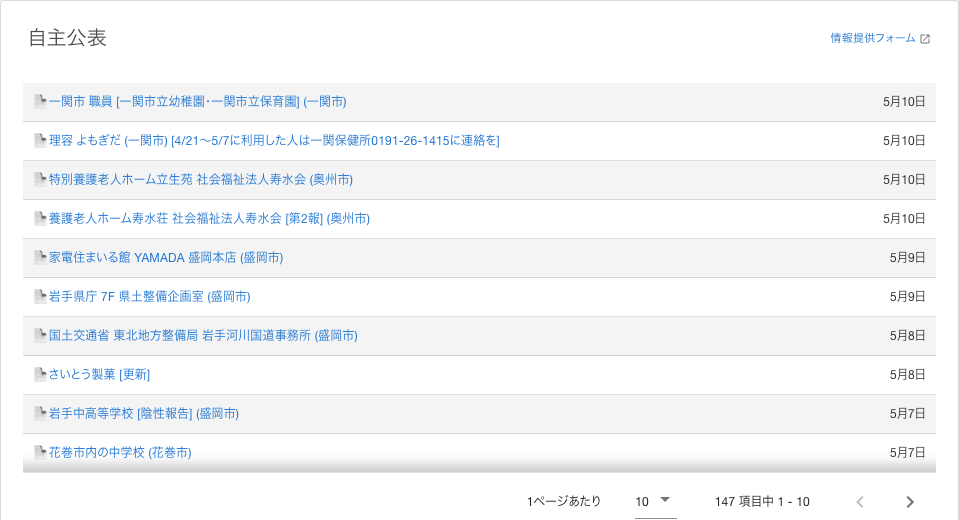 自主公表
情報提供フォーム
一関市 職員 [一関市立幼稚園・一関市立保育園] (一関市) 5月10日
理容 よもぎだ (一関市) [4/21〜5/7に利用した人は一関保健所0191-26-1415に連絡を] 5月10日
特別養護老人ホーム立生苑 社会福祉法人寿水会 (奥州市) 5月10日
養護老人ホーム寿水荘 社会福祉法人寿水会 [第2報] (奥州市) 5月10日
家電住まいる館 YAMADA 盛岡本店 (盛岡市) 5月9日
岩手県庁 7F 県土整備企画室 (盛岡市) 5月9日
国土交通省 東北地方整備局 岩手河川国道事務所 (盛岡市) 5月8日
さいとう製菓 [更新] 5月8日
岩手中高等学校 [陰性報告] (盛岡市) 5月7日
花巻市内の中学校 (花巻市) 5月7日
1ページあたり 10 147 項目中 1 - 10